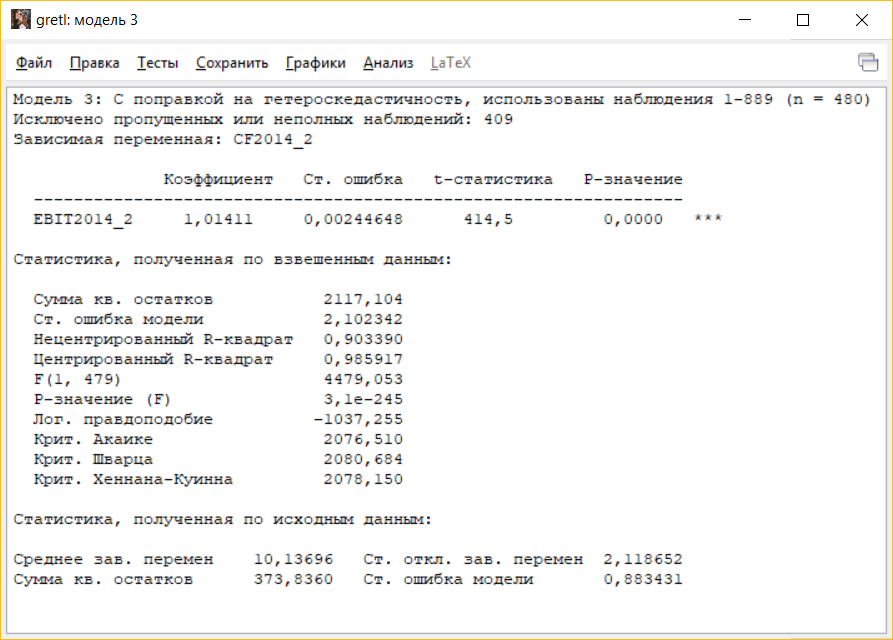 gretl: модель 3
Файл Правка Тесты Сохранить Графики Анализ LaTeX
Модель 3: С поправкой на гетероскедастичность, использованы наблюдения 1-889 (n = 480)
Исключено пропущенных или неполных наблюдений: 409
Зависимая переменная: CF2014_2
Коэффициент Ст. ошибка t-статистика P-значение
---------------------------------------------------------------
EBIT2014_2 1,01411 0,00244648 414,5 0,0000 ***
Статистика, полученная по взвешенным данным:
Сумма кв. остатков 2117,104
Ст. ошибка модели 2,102342
Нецентрированный R-квадрат 0,903390
Центрированный R-квадрат 0,985917
F(1, 479) 4479,053
P-значение (F) 3,1e-245
Лог. правдоподобие -1037,255
Крит. Акаике 2076,510
Крит. Шварца 2080,684
Крит. Хеннана-Куинна 2078,150
Статистика, полученная по исходным данным:
Среднее зав. перемен 10,13696 Ст. откл. зав. перемен 2,118652
Сумма кв. остатков 373,8360 Ст. ошибка модели 0,883431